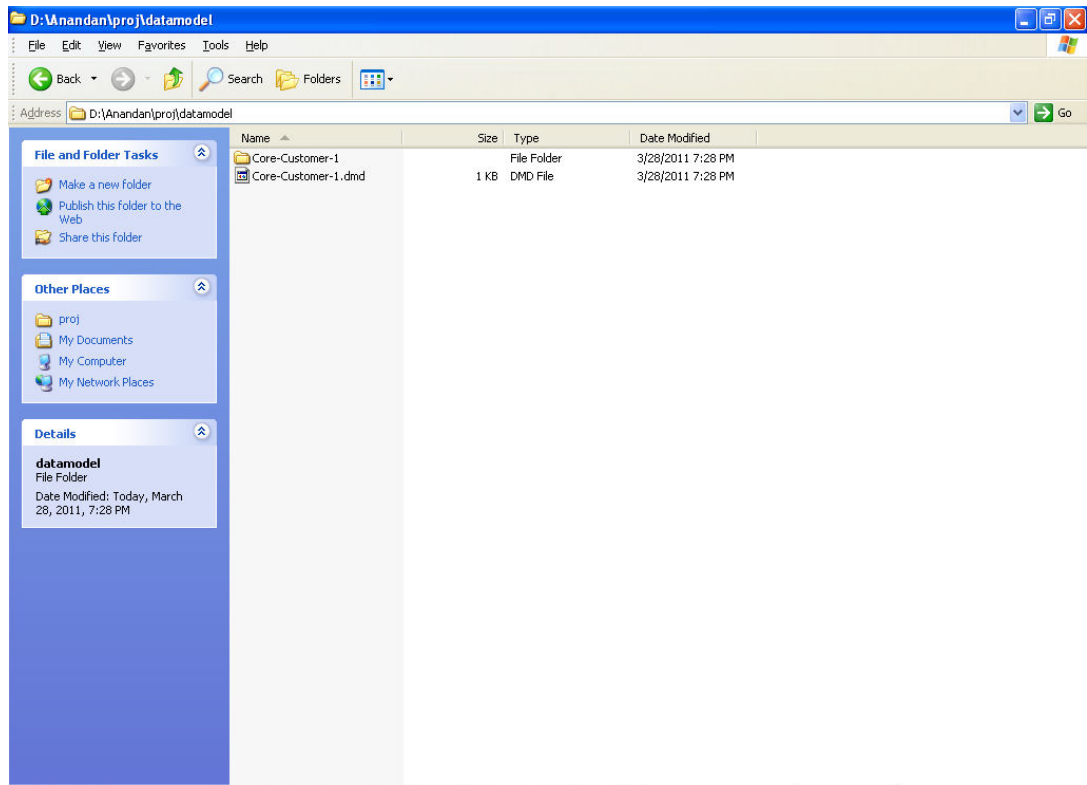 D:\Anandan\proj\datamodel
File Edit View Favorites Tools Help
Back Search Folders
Address D:\Anandan\proj\datamodel Go
Name Size Type Date Modified
Core-Customer-1 File Folder 3/28/2011 7:28 PM
Core-Customer-1.dmd 1 KB DMD File 3/28/2011 7:28 PM
File and Folder Tasks
Make a new folder
Publish this folder to the
Web
Share this folder
Other Places
proj
My Documents
My Computer
My Network Places
Details
datamodel
File Folder
Date Modified: Today, March
28, 2011, 7:28 PM